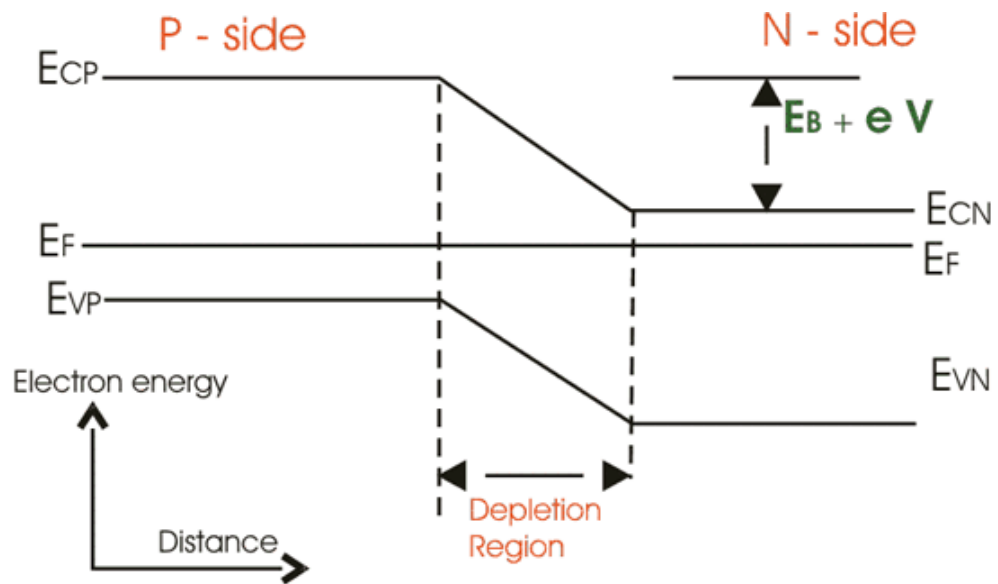 P - side
N - side
ECP
EB + e V
ECN
EF
EF
EVP
Electron energy
EVN
Depletion
Region
Distance